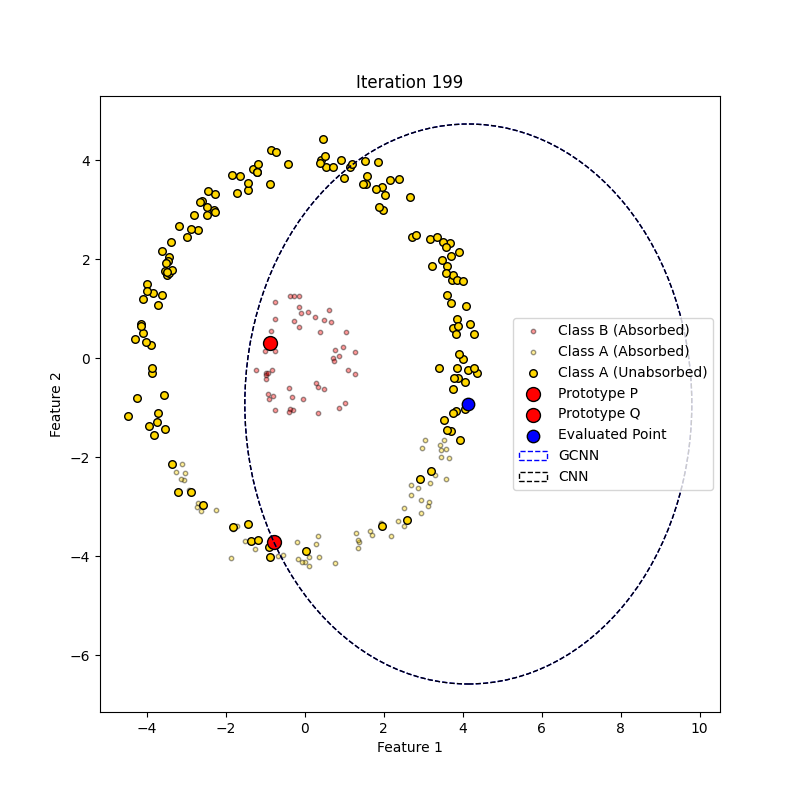 Iteration 199
Feature 2
4
2
0
−2
−4
−6
Class B (Absorbed)
Class A (Absorbed)
Class A (Unabsorbed)
Prototype P
Prototype Q
Evaluated Point
GCNN
CNN
−4 −2 0 2 4 6 8 10
Feature 1